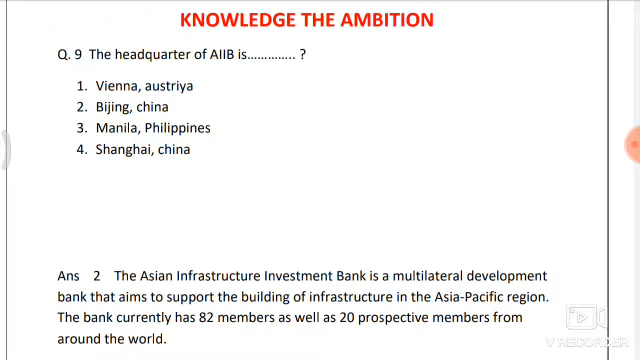 KNOWLEDGE THE AMBITION
Q. 9 The headquarter of AIIB is………….. ?
1. Vienna, austriya
2. Bijing, china
3. Manila, Philippines
4. Shanghai, china
Ans 2 The Asian Infrastructure Investment Bank is a multilateral development
bank that aims to support the building of infrastructure in the Asia-Pacific region.
The bank currently has 82 members as well as 20 prospective members from
around the world.
V RECORDER